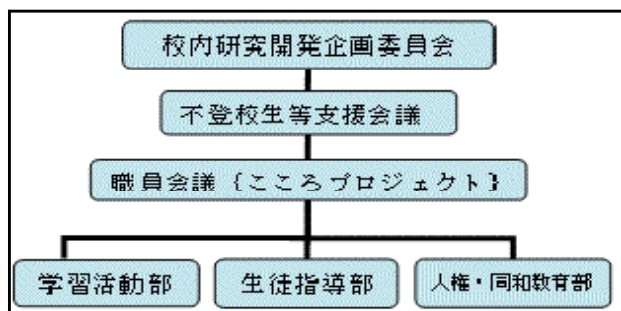 校内研究開発企画委員会
不登校生等支援会議
職員会議｛こころプロジェクト｝
学習活動部
生徒指導部
人権・同和教育部